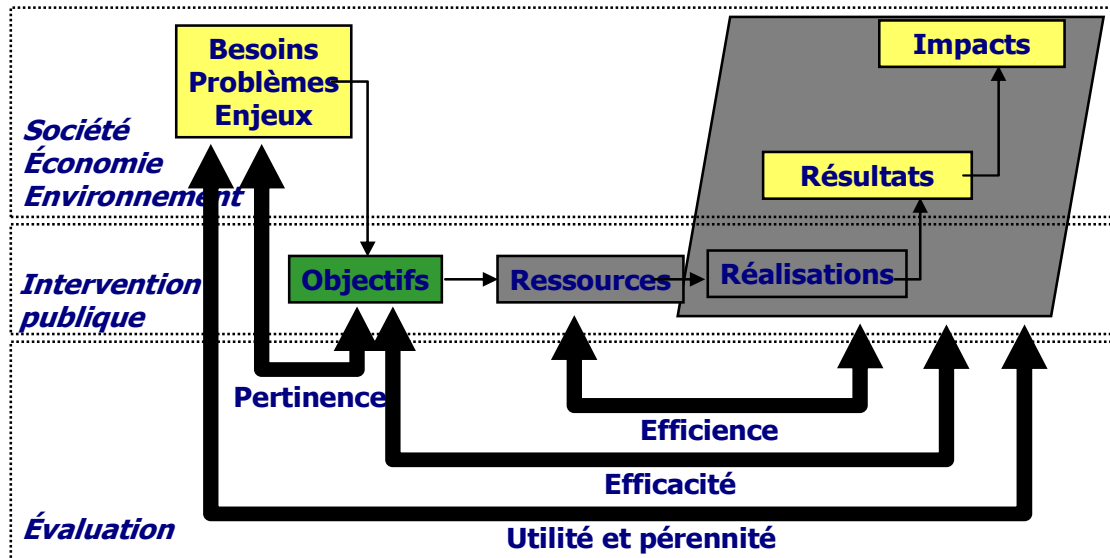 Besoins
Problèmes
Enjeux
Impacts
Société
Économie
Environnement
Résultats
Intervention
publique
Objectifs
Ressources
Réalisations
Pertinence
Efficience
Efficacité
Utilité et pérennité
Évaluation